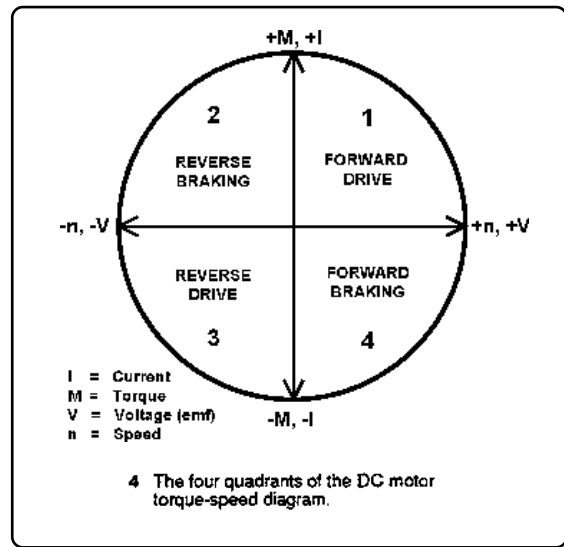 +M, +I
2 1
REVERSE BRAKING
FORWARD DRIVE
-n, -V
+n, +V
REVERSE DRIVE
FORWARD BRAKING
3 4
I = Current
M = Torque
V = Voltage (emf)
n = Speed
-M, -I
4 The four quadrants of the DC motor
torque-speed diagram.